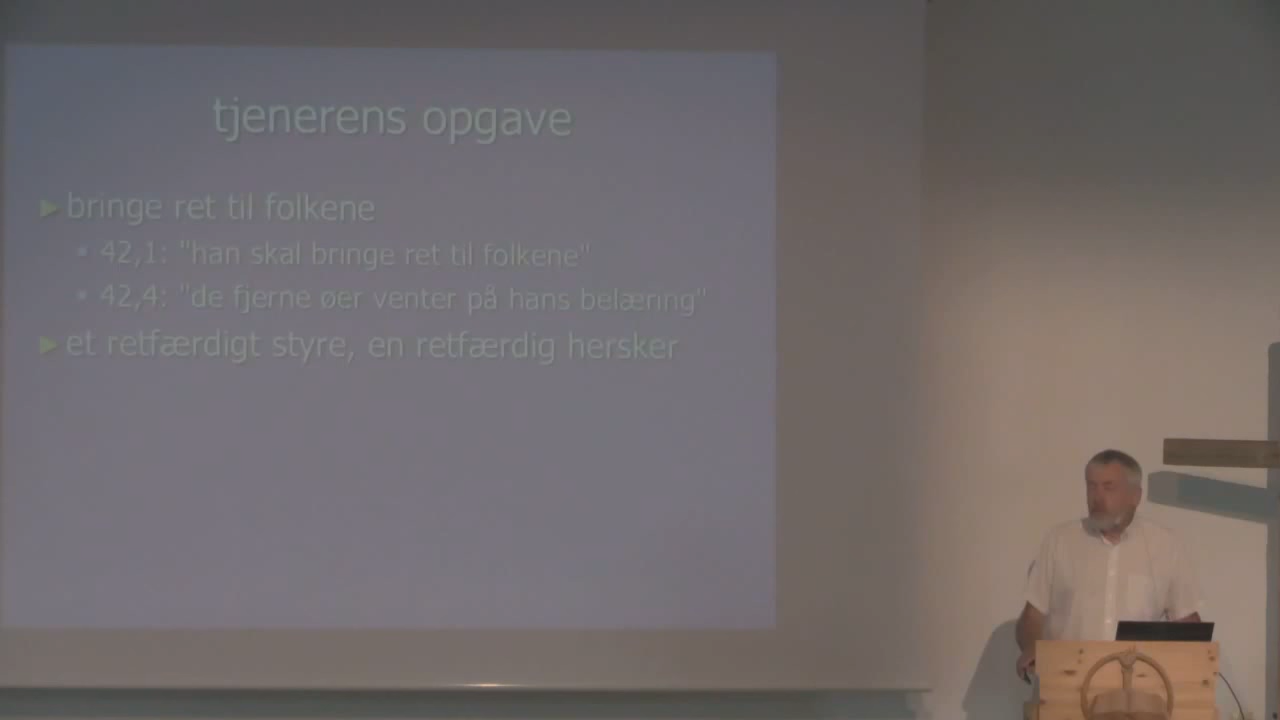 tjenerens opgave
►bringe ret til folkene
▪ 42,1: "han skal bringe ret til folkene"
▪ 42,4: "de fjerne øer venter på hans belæring"
►et retfærdigt styre, en retfærdig hersker